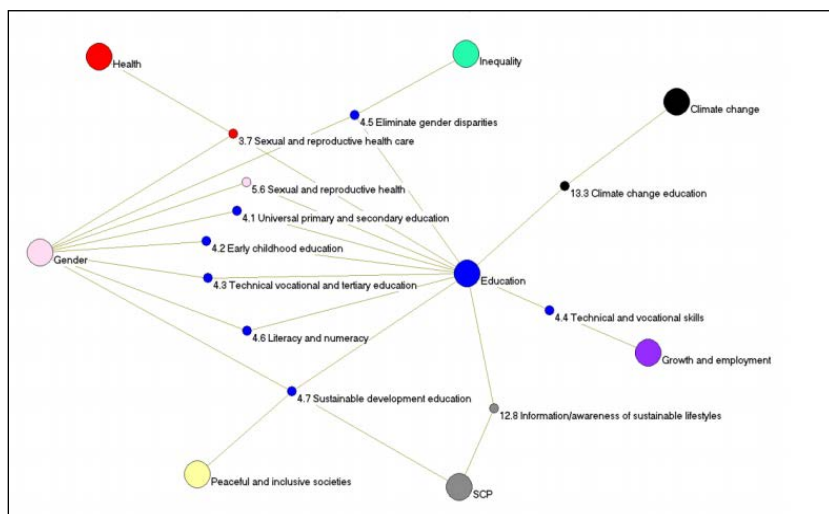 Health
Inequality
Climate change
4.5 Eliminate gender disparities
3.7 Sexual and reproductive health care
5.6 Sexual and reproductive health
13.3 Climate change education
4.1 Universal primary and secondary education
4.2 Early childhood education
Gender
4.3 Technical vocational and tertiary education
Education
4.4 Technical and vocational skills
4.6 Literacy and numeracy
Growth and employment
4.7 Sustainable development education
12.8 Information/awareness of sustainable lifestyles
Peaceful and inclusive societies
SCP